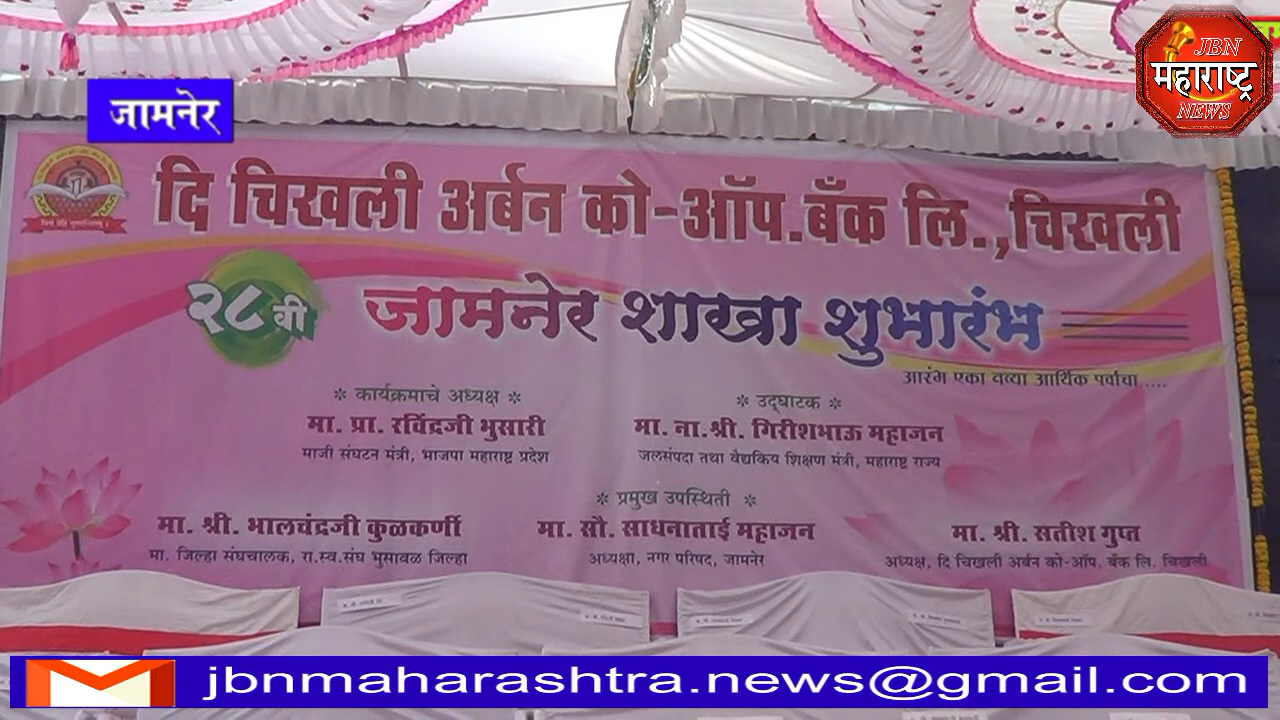 JBN
महाराष्ट्र
NEWS
जामनेर
दि चिखली अर्बन को-ऑप.बँक लि.,चिखली
२८ वी
जामनेर शाखा शुभारंभ
आरंभ एका नव्या आर्थिक पर्वाचा ....
❊ कार्यक्रमाचे अध्यक्ष ❊
मा. प्रा. रविंद्रजी भुसारी
माजी संघटन मंत्री, भाजपा महाराष्ट्र प्रदेश
❊ उद्घाटक ❊
मा. ना.श्री. गिरीशभाऊ महाजन
जलसंपदा तथा वैद्यकिय शिक्षण मंत्री, महाराष्ट्र राज्य
❊ प्रमुख उपस्थिती ❊
मा. श्री. भालचंद्रजी कुळकर्णी
मा. जिल्हा संघचालक, रा.स्व.संघ भुसावळ जिल्हा
मा. सौ. साधनाताई महाजन
अध्यक्षा, नगर परिषद, जामनेर
मा. श्री. सतीश गुप्त
अध्यक्ष, दि चिखली अर्बन को-ऑप. बँक लि. चिखली
jbnmaharashtra.news@gmail.com